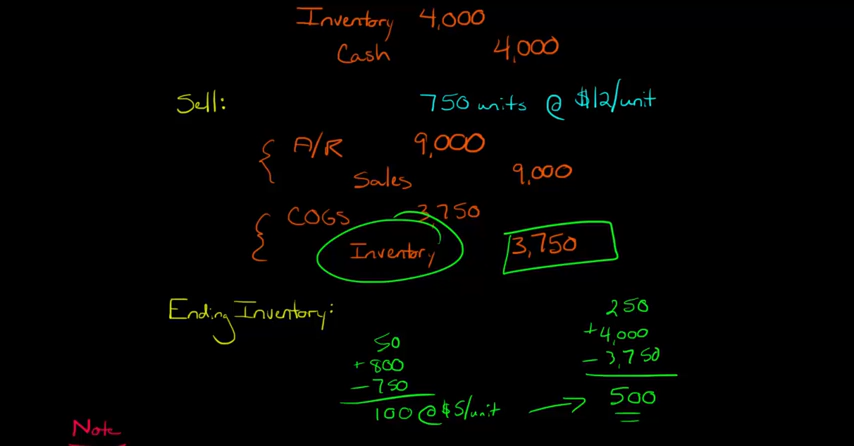 Inventory 4,000
Cash 4,000
Sell: 750 units @ $12/unit
{ A/R 9,000
Sales 9,000
{ COGS 3,750
Inventory 3,750
Ending Inventory:
50
+800
-750
100 @ $5/unit →
250
+4,000
-3,750
500
Note